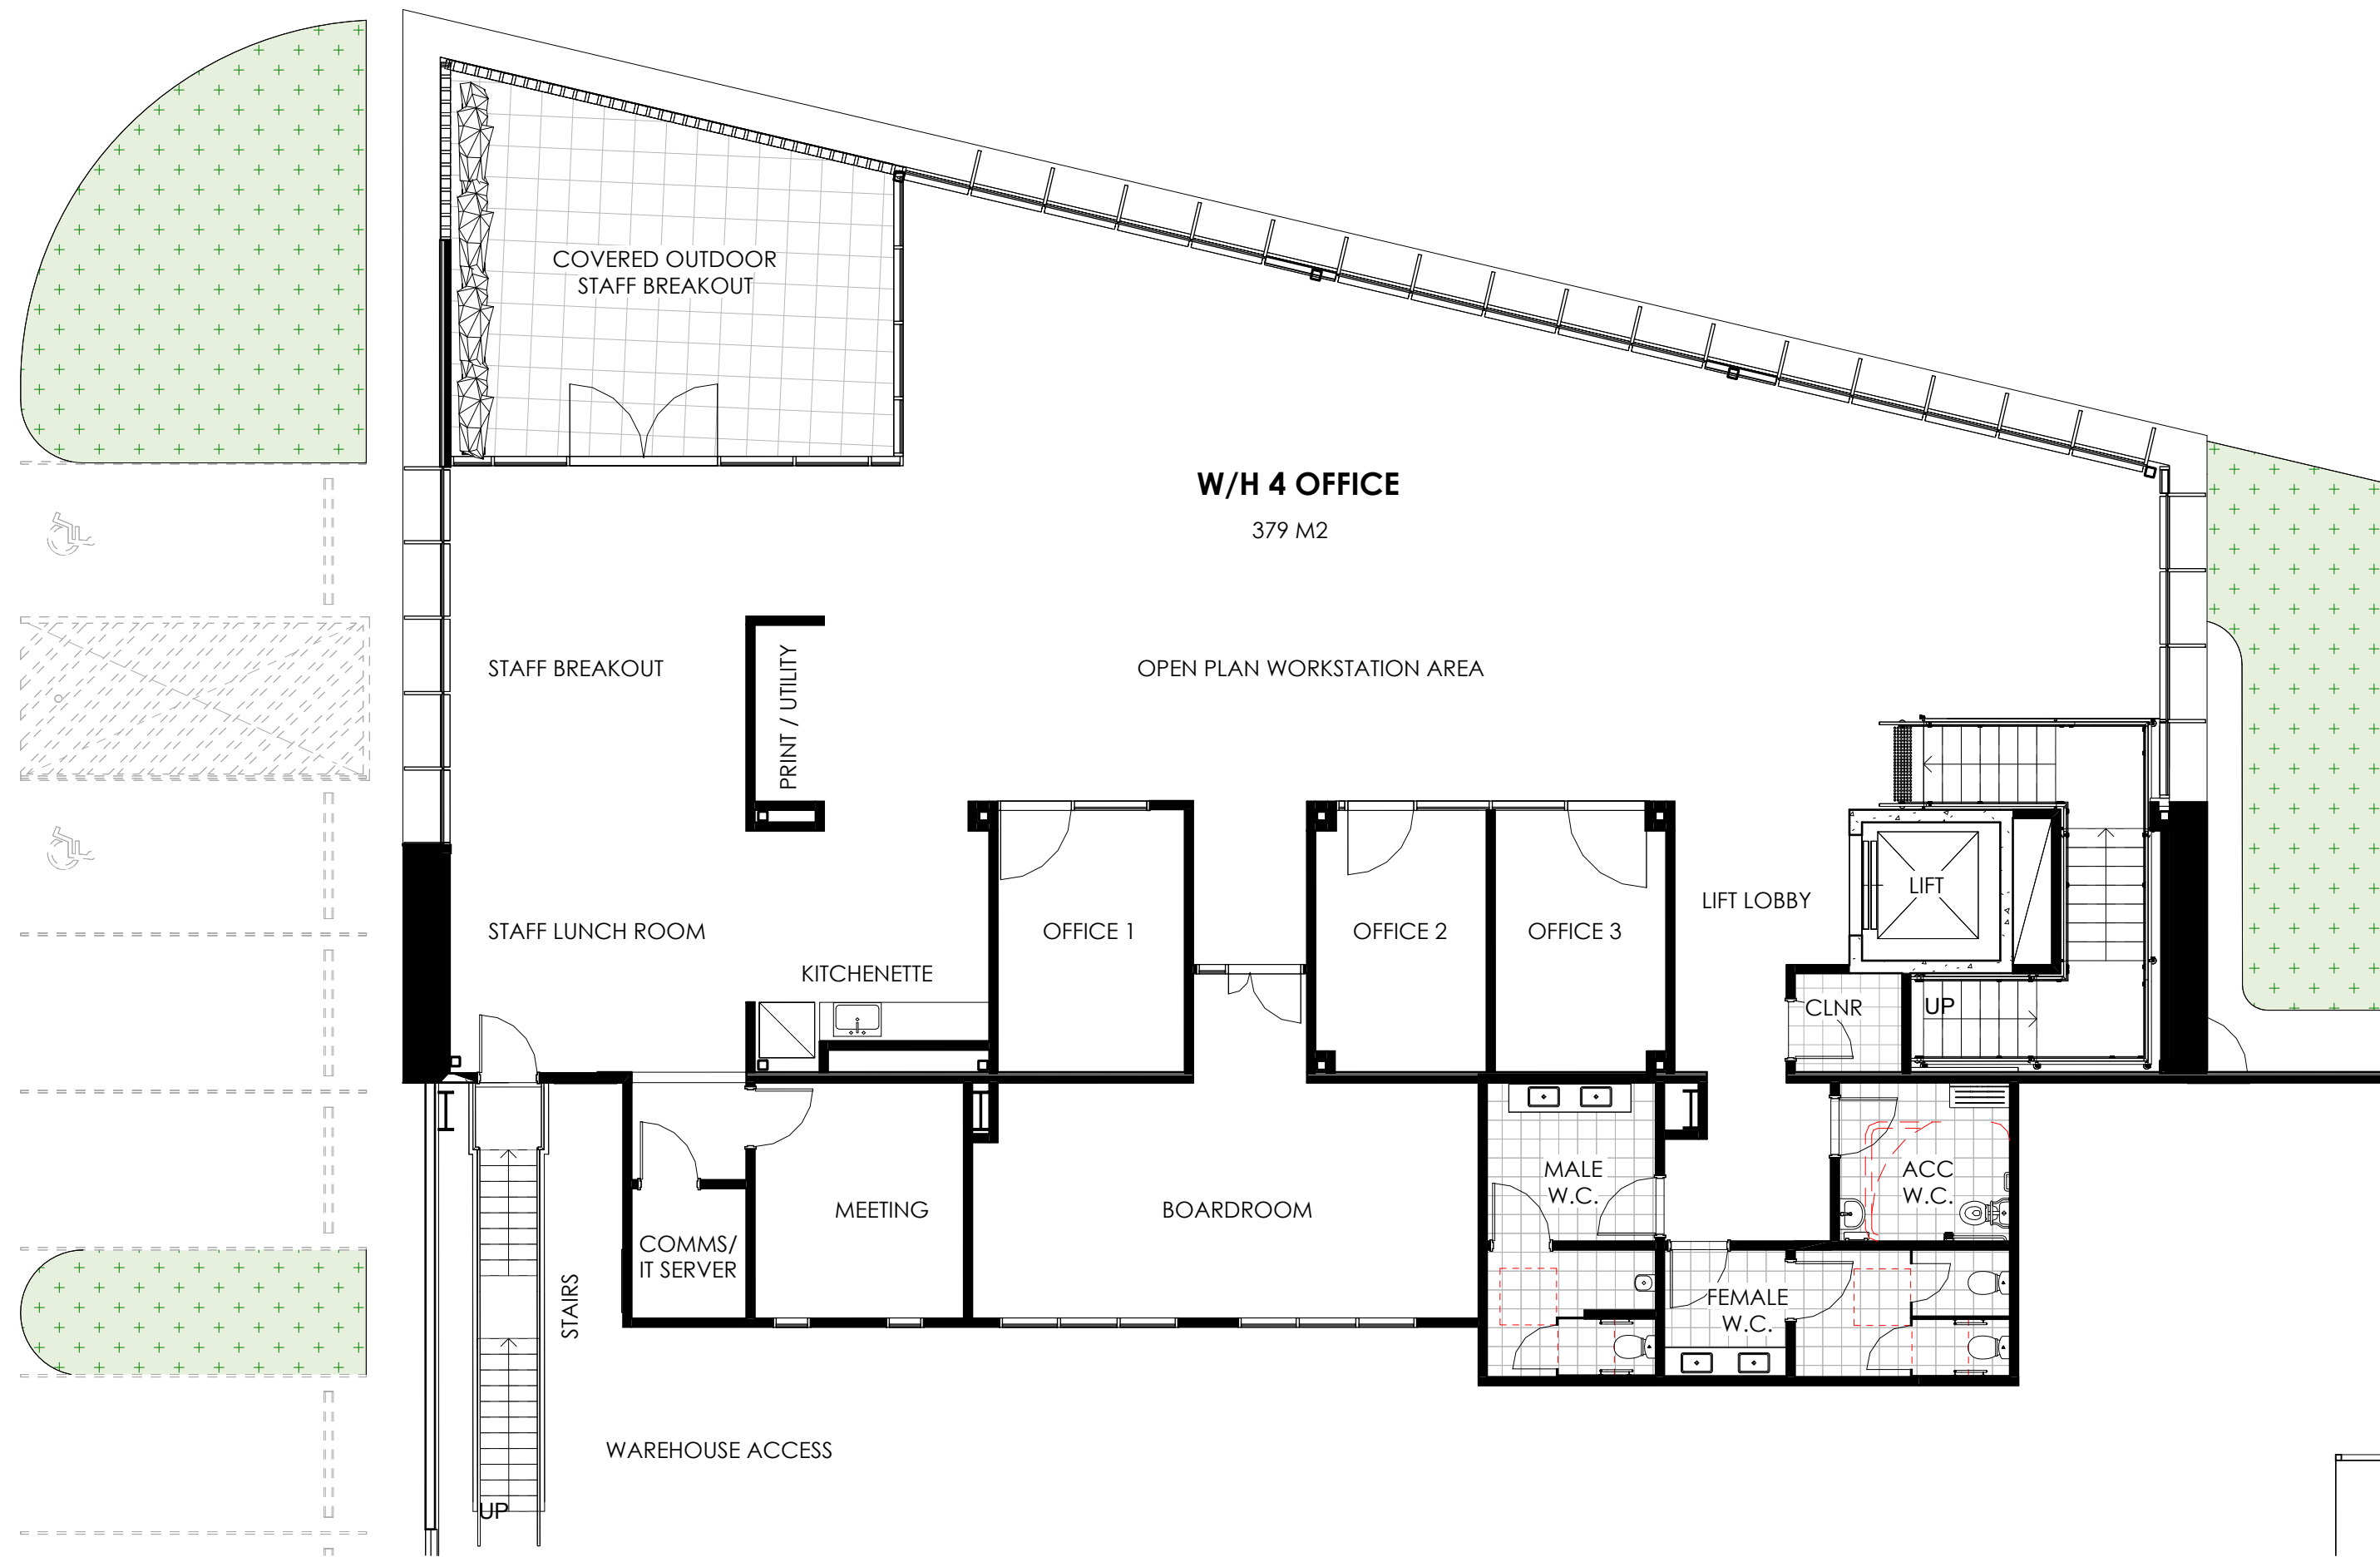 COVERED OUTDOOR
STAFF BREAKOUT
W/H 4 OFFICE
379 M2
STAFF BREAKOUT
PRINT / UTILITY
OPEN PLAN WORKSTATION AREA
STAFF LUNCH ROOM
KITCHENETTE
OFFICE 1
OFFICE 2
OFFICE 3
LIFT LOBBY
LIFT
CLNR
UP
MALE
W.C.
ACC
W.C.
MEETING
BOARDROOM
COMMS/
IT SERVER
STAIRS
FEMALE
W.C.
WAREHOUSE ACCESS
UP